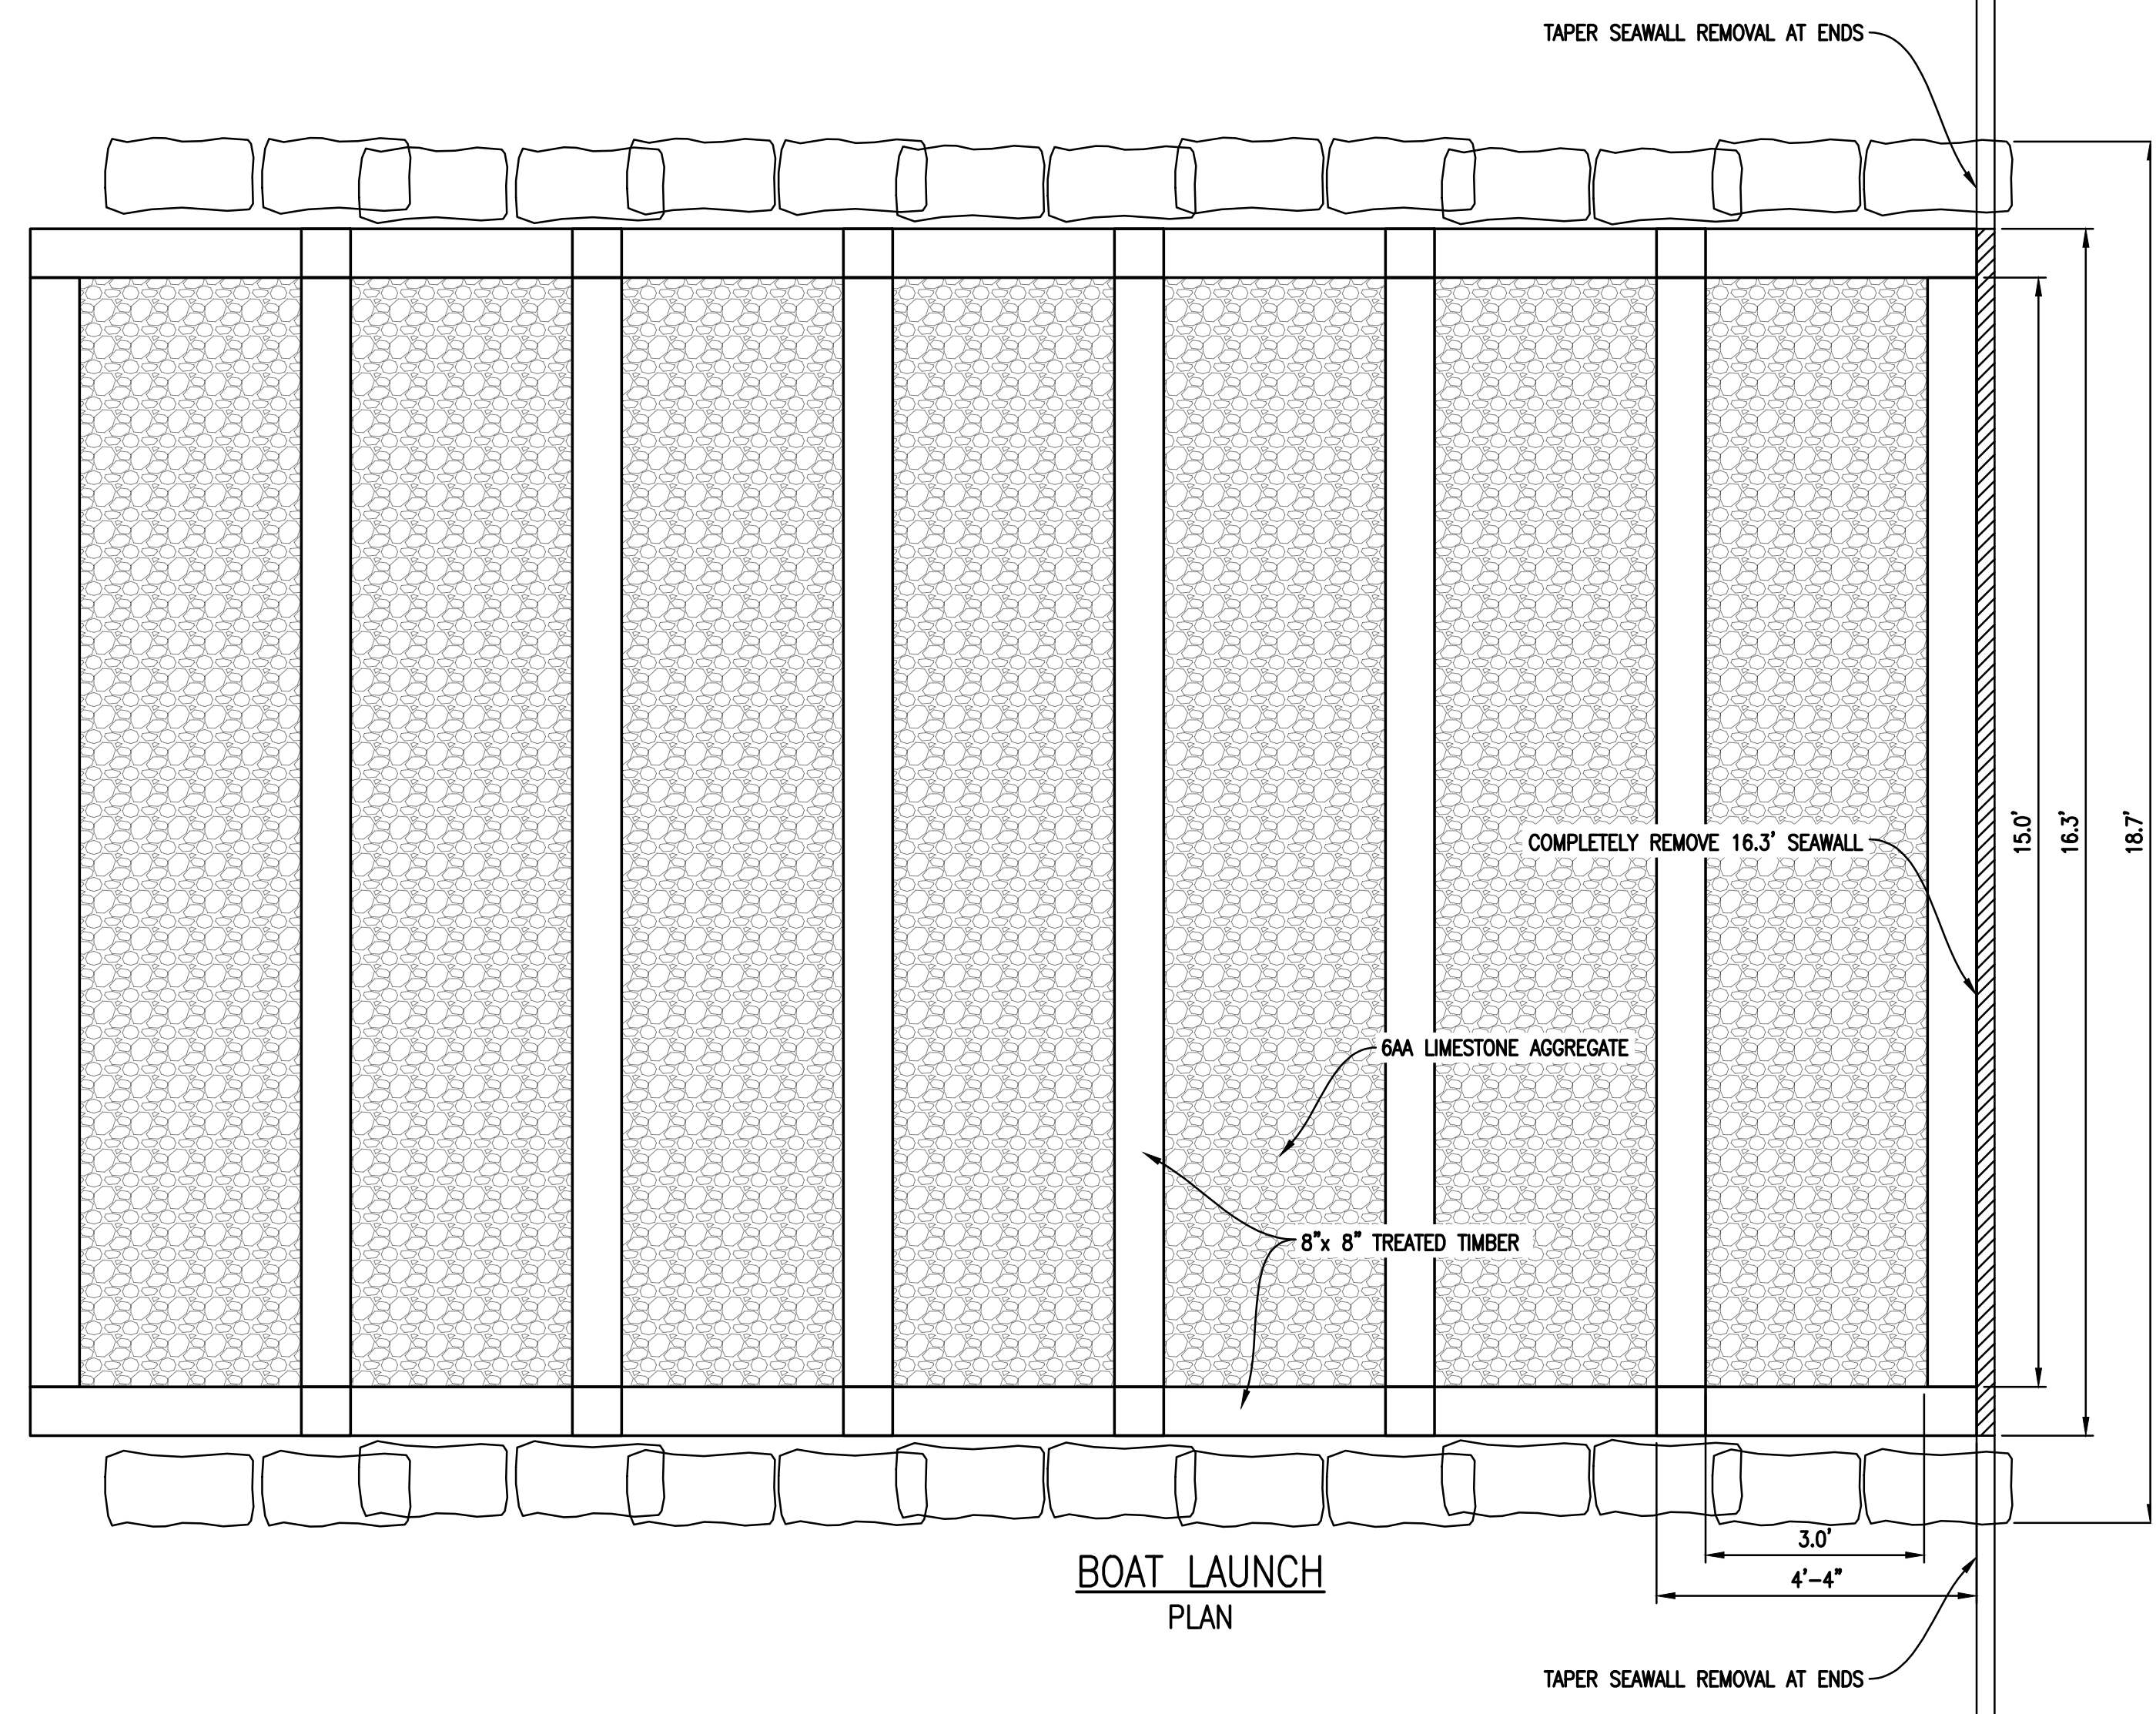 TAPER SEAWALL REMOVAL AT ENDS
COMPLETELY REMOVE 16.3' SEAWALL
15.0'
16.3'
18.7'
6AA LIMESTONE AGGREGATE
8"x 8" TREATED TIMBER
3.0'
4'-4"
BOAT LAUNCH
PLAN
TAPER SEAWALL REMOVAL AT ENDS